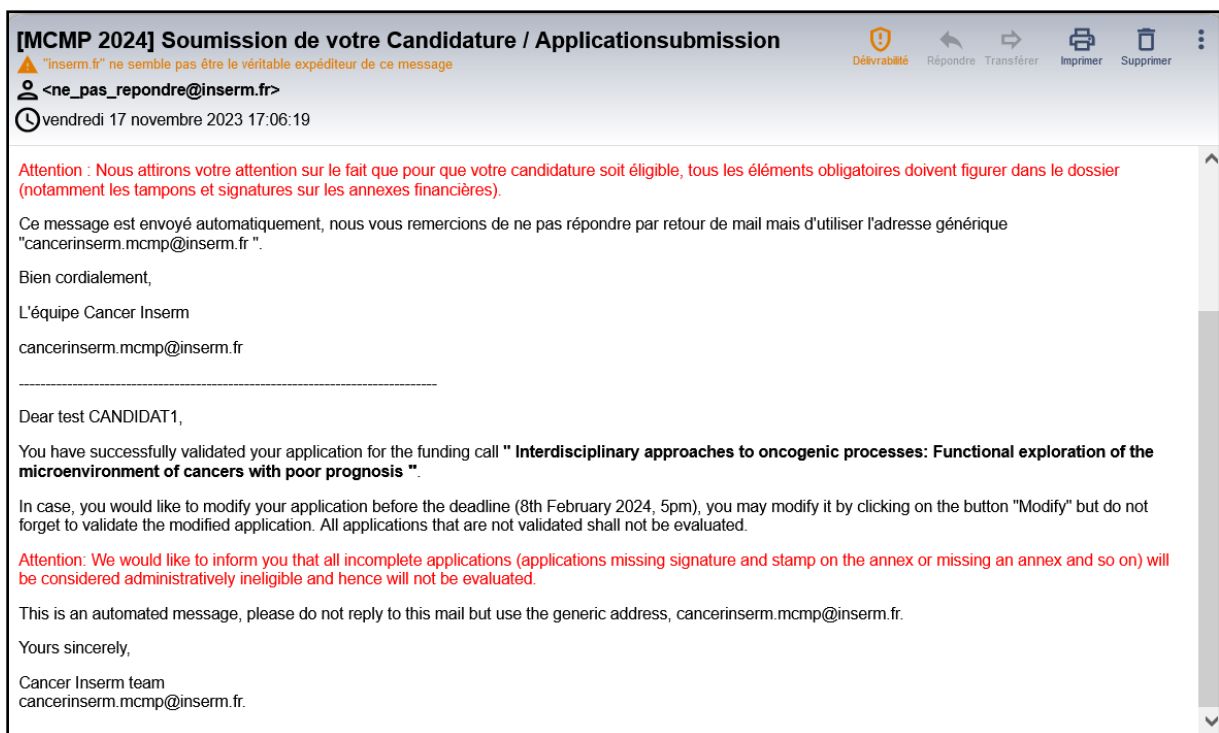 [MCMP 2024] Soumission de votre Candidature / Applicationsubmission
"inserm.fr" ne semble pas être le véritable expéditeur de ce message
Délivrabilité Répondre Transférer Imprimer Supprimer
<ne_pas_repondre@inserm.fr>
vendredi 17 novembre 2023 17:06:19
Attention : Nous attirons votre attention sur le fait que pour que votre candidature soit éligible, tous les éléments obligatoires doivent figurer dans le dossier
(notamment les tampons et signatures sur les annexes financières).
Ce message est envoyé automatiquement, nous vous remercions de ne pas répondre par retour de mail mais d'utiliser l'adresse générique
"cancerinserm.mcmp@inserm.fr ".
Bien cordialement,
L'équipe Cancer Inserm
cancerinserm.mcmp@inserm.fr
-------------------------------------------------------------------------------
Dear test CANDIDAT1,
You have successfully validated your application for the funding call " Interdisciplinary approaches to oncogenic processes: Functional exploration of the
microenvironment of cancers with poor prognosis ".
In case, you would like to modify your application before the deadline (8th February 2024, 5pm), you may modify it by clicking on the button "Modify" but do not
forget to validate the modified application. All applications that are not validated shall not be evaluated.
Attention: We would like to inform you that all incomplete applications (applications missing signature and stamp on the annex or missing an annex and so on) will
be considered administratively ineligible and hence will not be evaluated.
This is an automated message, please do not reply to this mail but use the generic address, cancerinserm.mcmp@inserm.fr.
Yours sincerely,
Cancer Inserm team
cancerinserm.mcmp@inserm.fr.